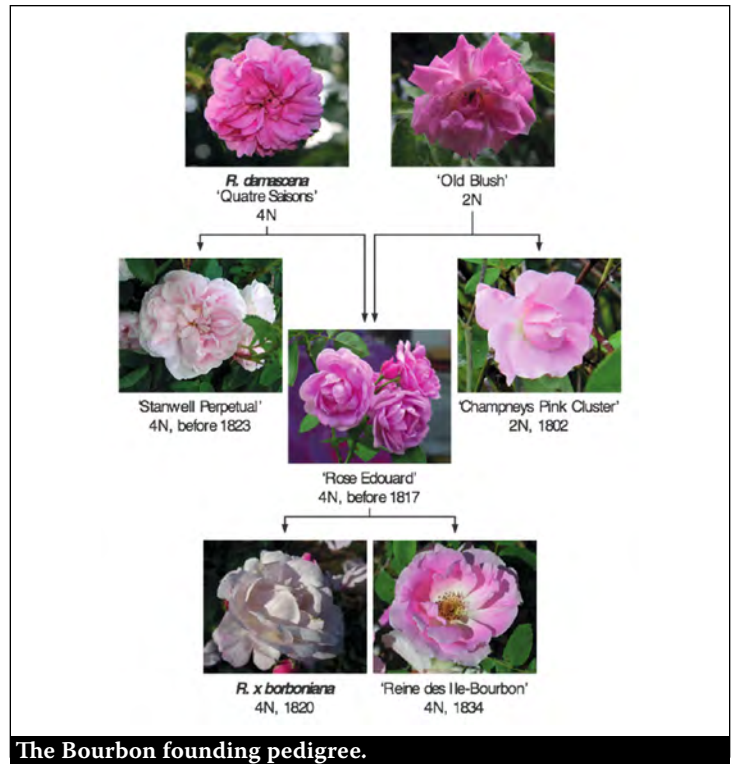 R. damascena
'Quatre Saisons'
4N
'Old Blush'
2N
'Stanwell Perpetual'
4N, before 1823
'Champneys Pink Cluster'
2N, 1802
'Rose Edouard'
4N, before 1817
R. x borboniana
4N, 1820
'Reine des Ile-Bourbon'
4N, 1834
The Bourbon founding pedigree.